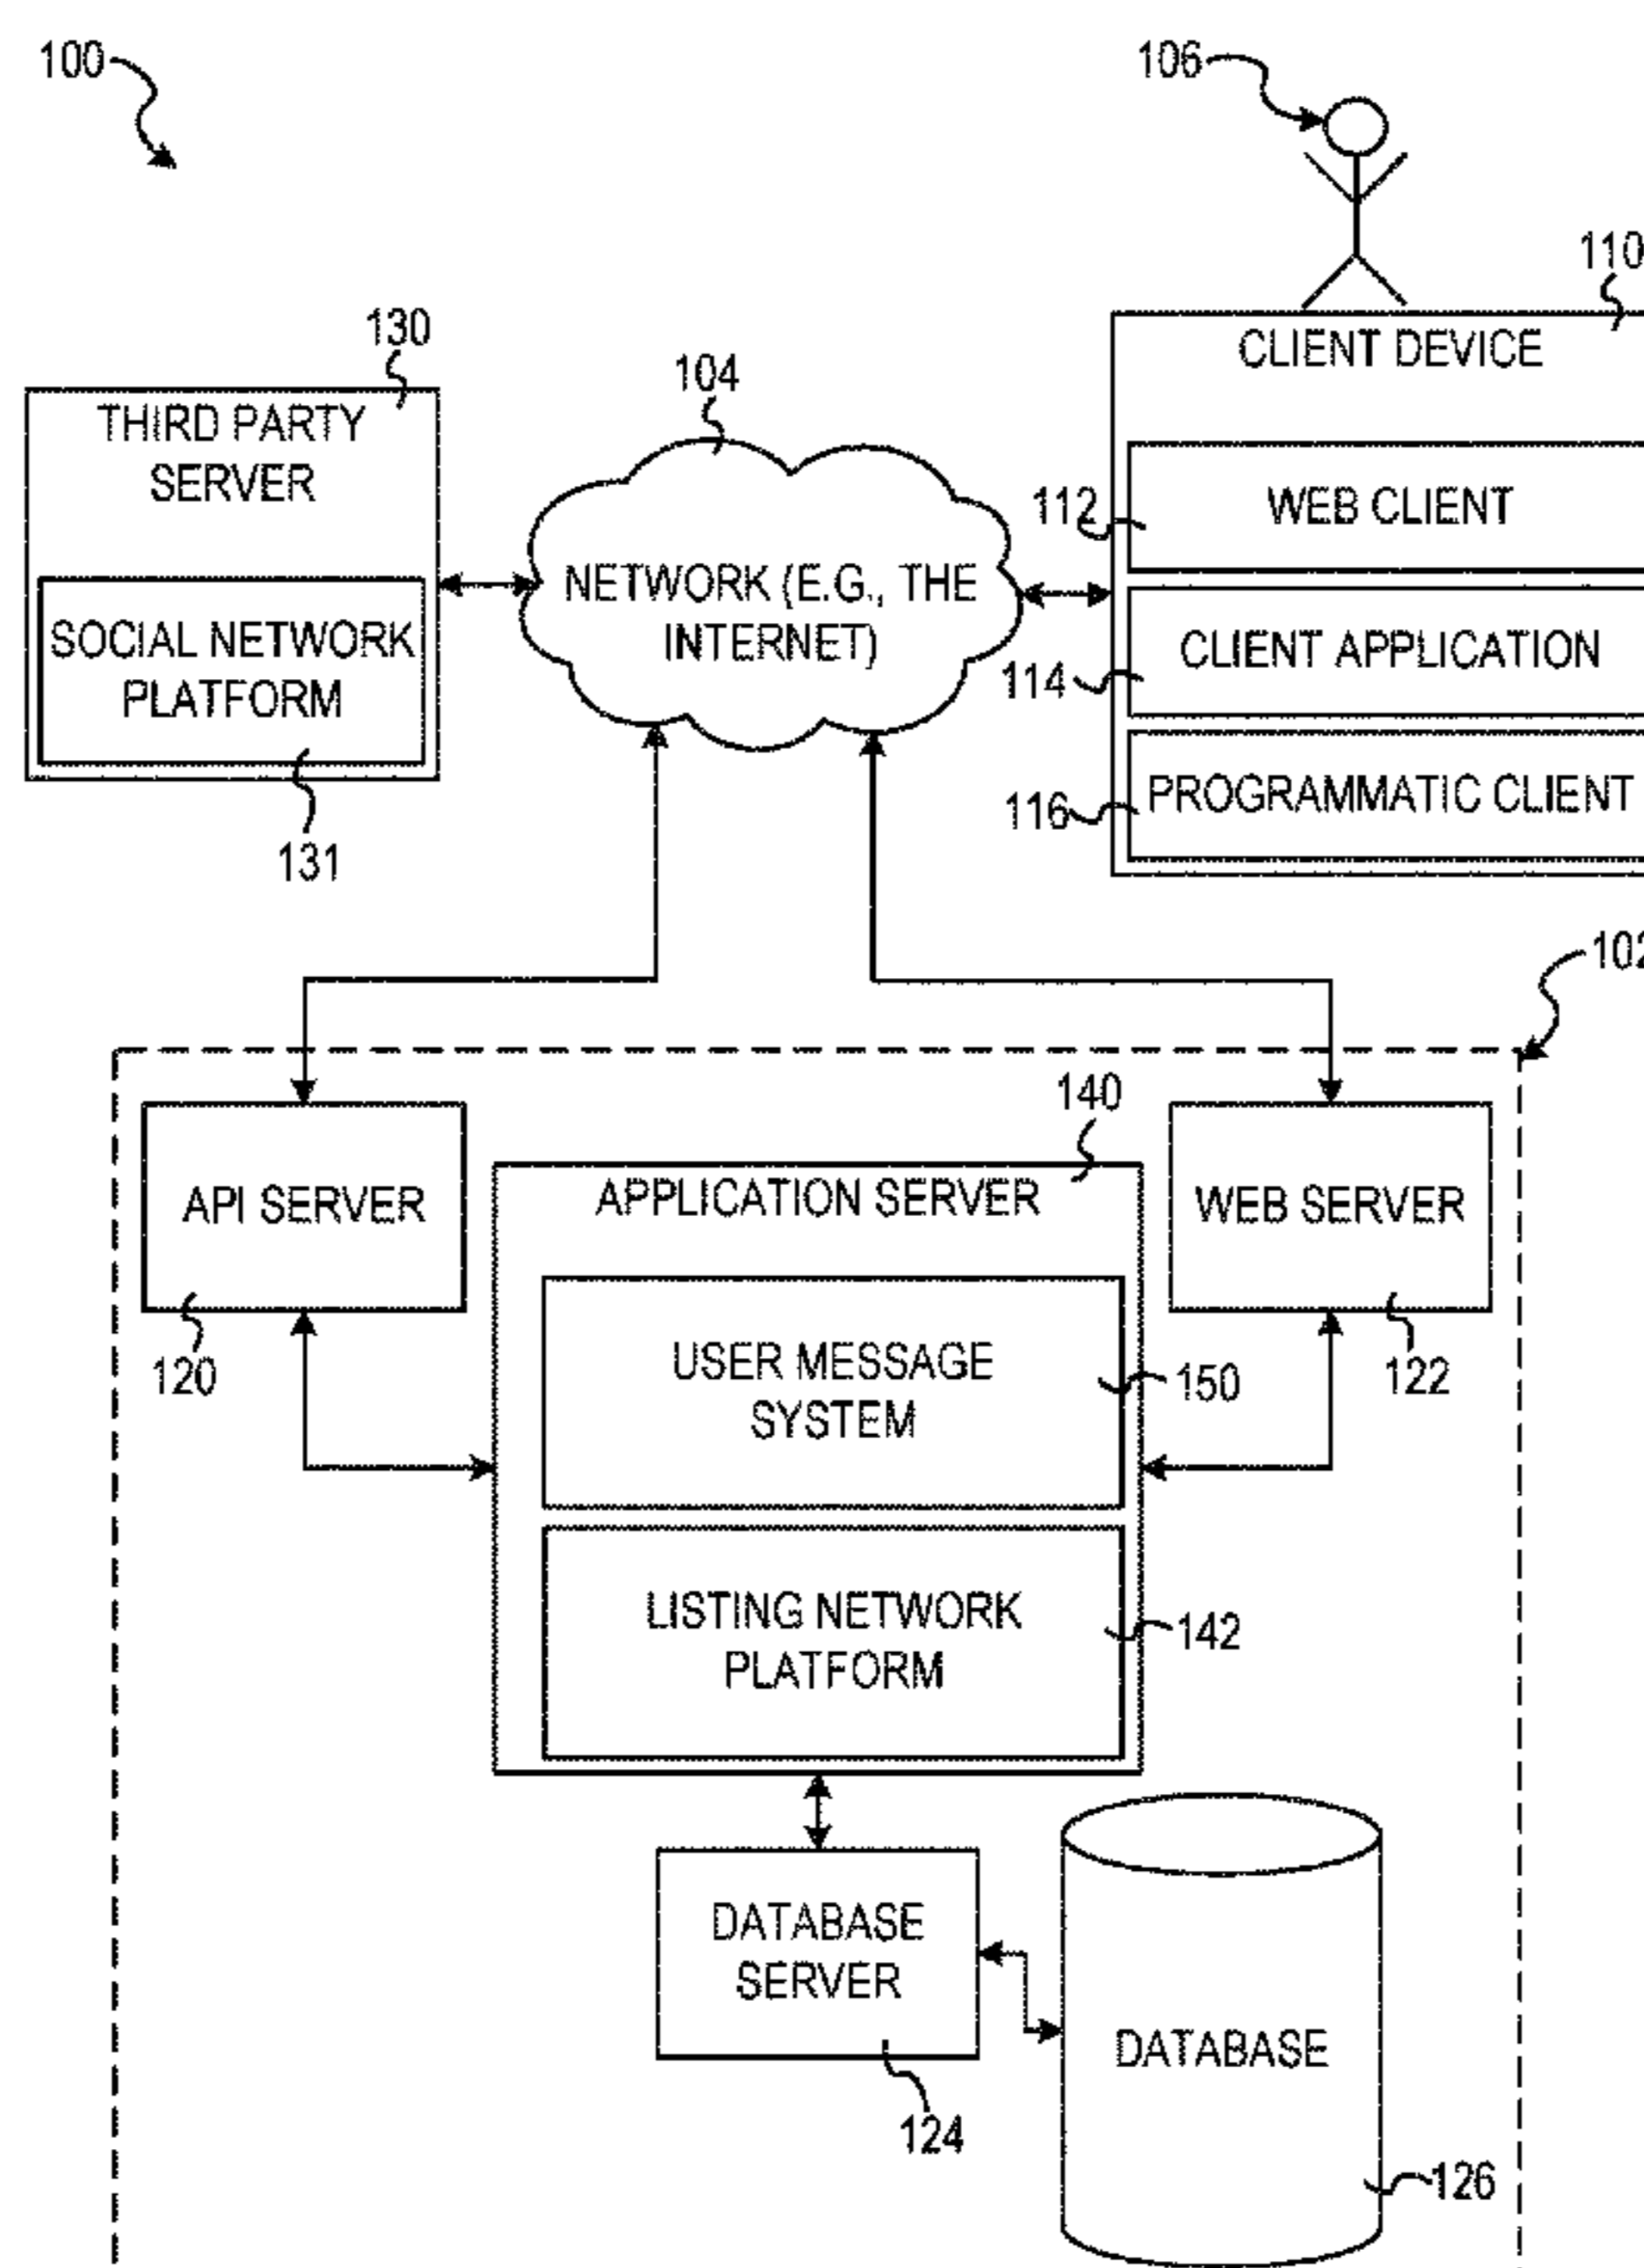 100
106
110
130
THIRD PARTY
SERVER
SOCIAL NETWORK
PLATFORM
131
104
NETWORK (E.G., THE
INTERNET)
CLIENT DEVICE
112
WEB CLIENT
114
CLIENT APPLICATION
116
PROGRAMMATIC CLIENT
102
API SERVER
120
140
APPLICATION SERVER
USER MESSAGE
SYSTEM
150
LISTING NETWORK
PLATFORM
142
WEB SERVER
122
DATABASE
SERVER
124
DATABASE
126